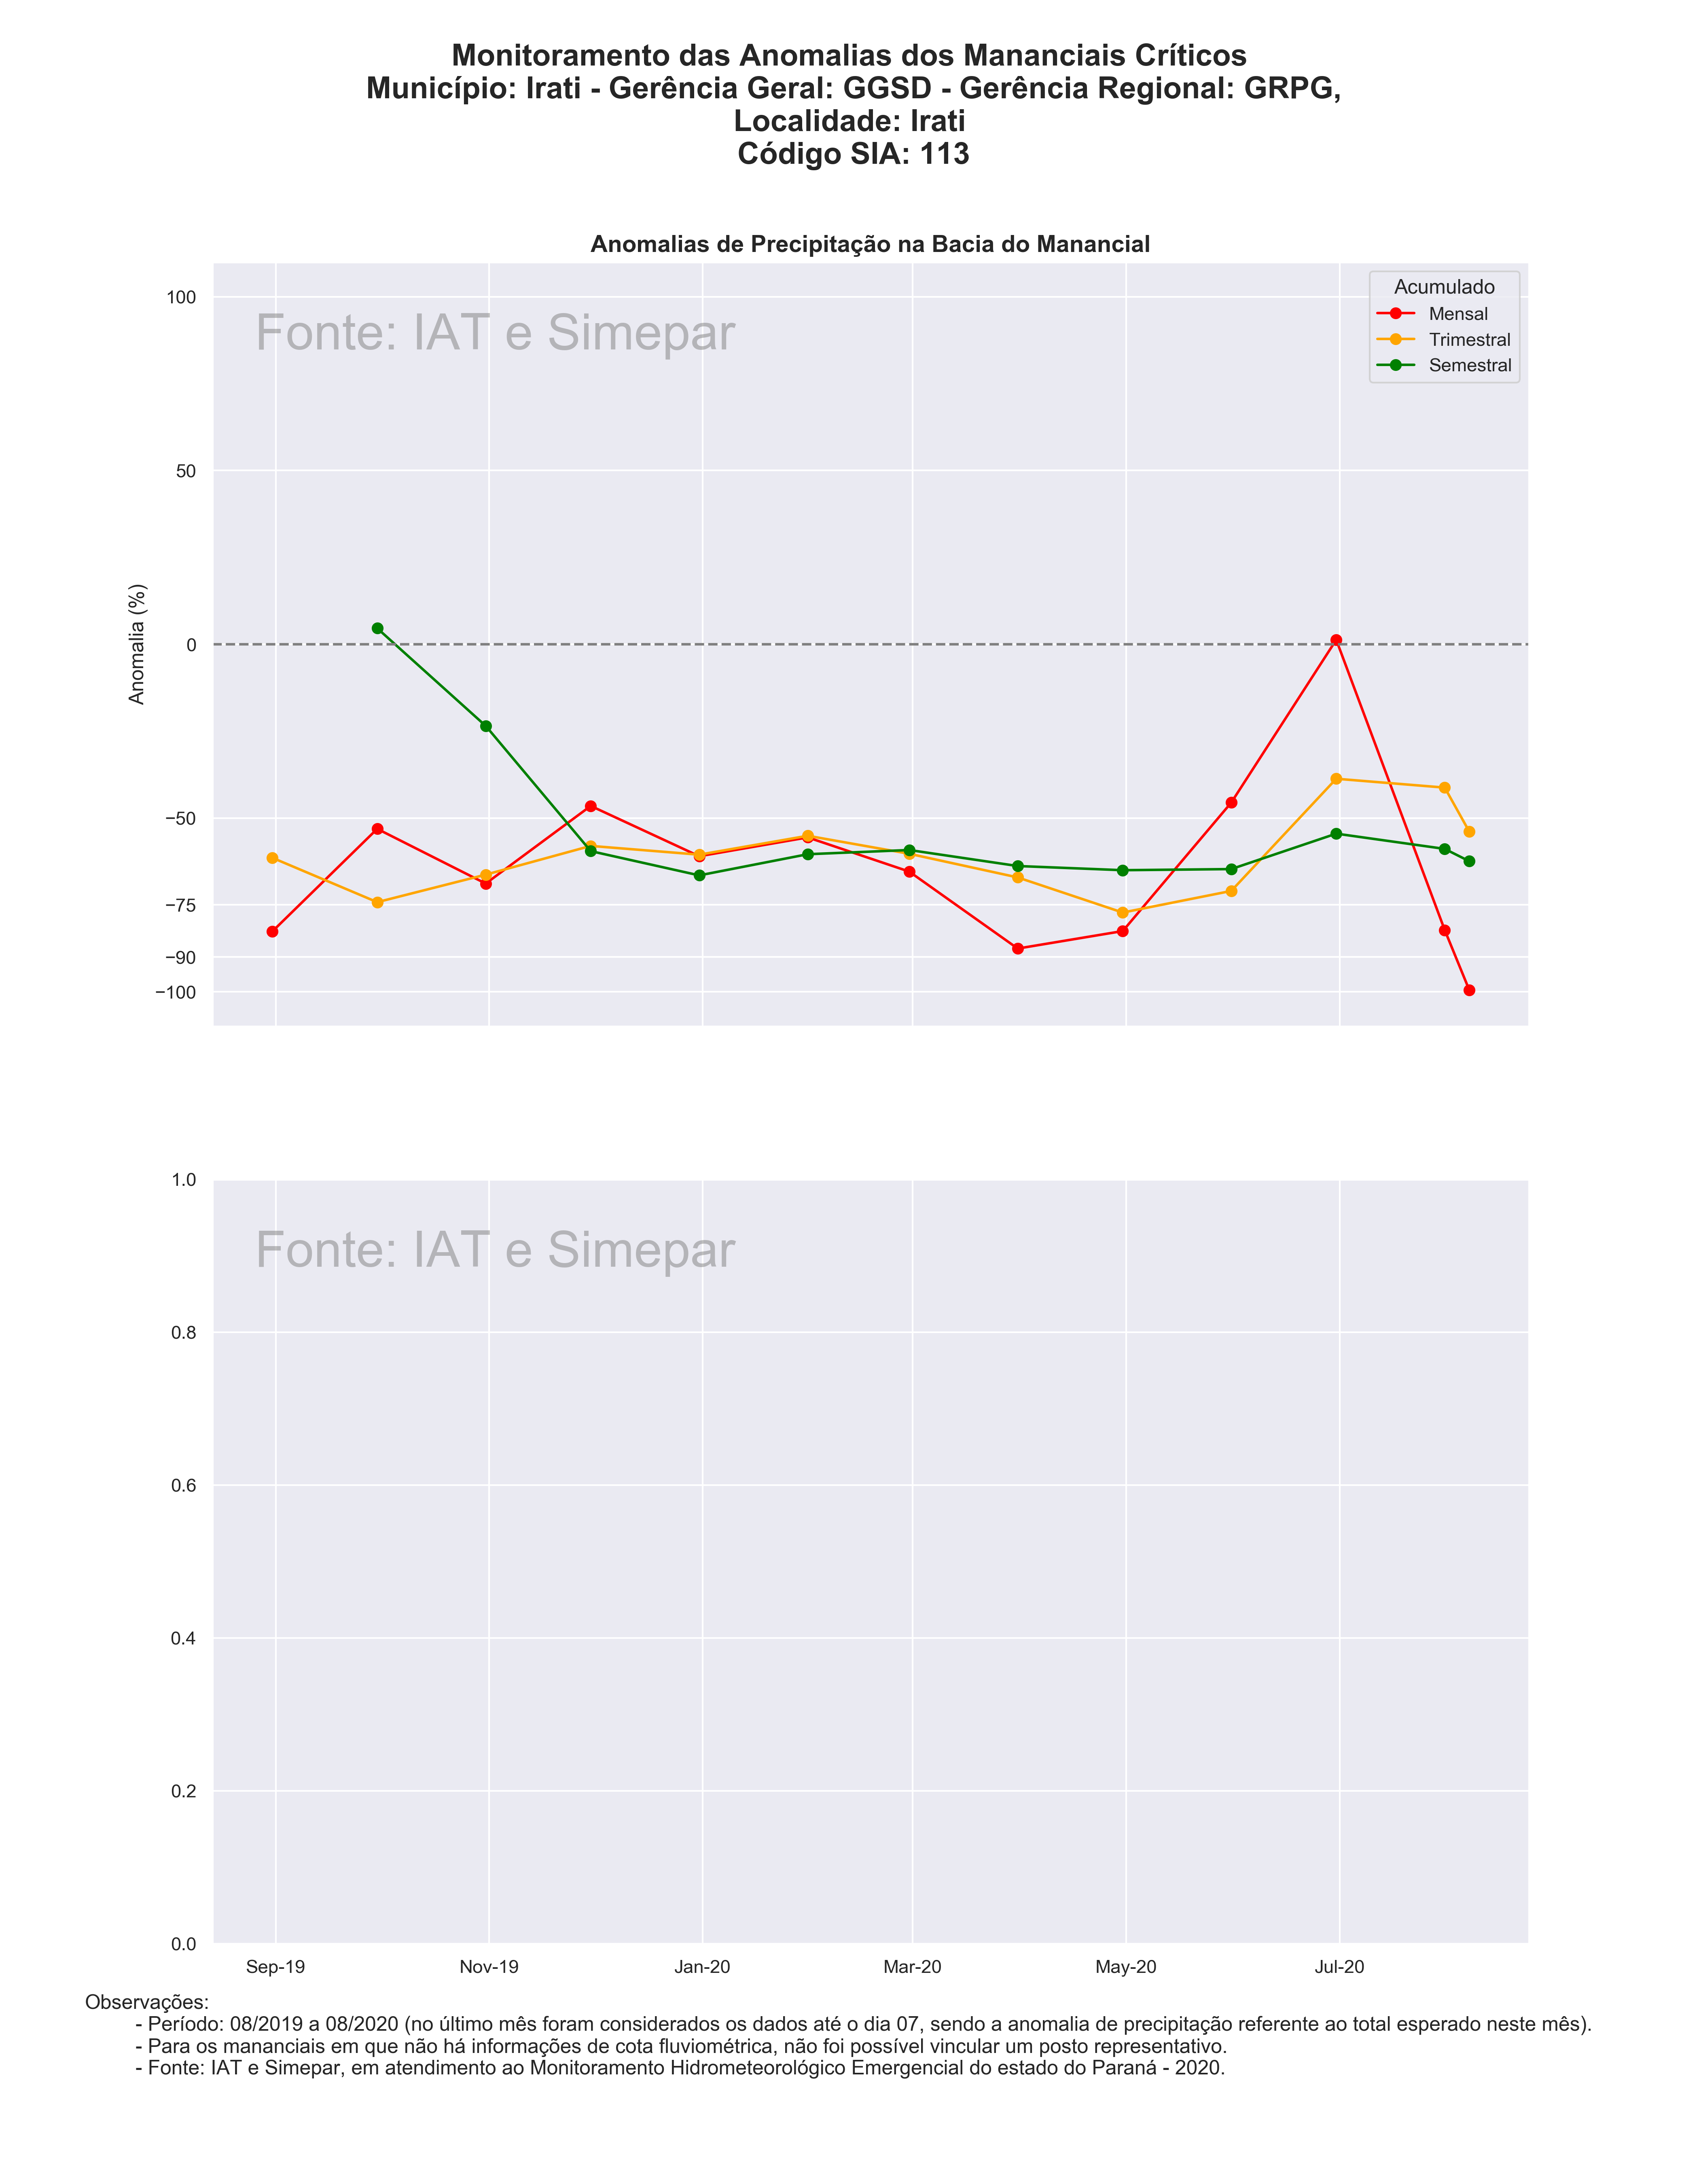 Monitoramento das Anomalias dos Mananciais Críticos
Município: Irati - Gerência Geral: GGSD - Gerência Regional: GRPG,
Localidade: Irati
Código SIA: 113
Anomalias de Precipitação na Bacia do Manancial
Fonte: IAT e Simepar
Acumulado
Mensal
Trimestral
Semestral
Anomalia (%)
100
50
0
−50
−75
−90
−100
Fonte: IAT e Simepar
1.0
0.8
0.6
0.4
0.2
0.0
Sep-19 Nov-19 Jan-20 Mar-20 May-20 Jul-20
Observações:
- Período: 08/2019 a 08/2020 (no último mês foram considerados os dados até o dia 07, sendo a anomalia de precipitação referente ao total esperado neste mês).
- Para os mananciais em que não há informações de cota fluviométrica, não foi possível vincular um posto representativo.
- Fonte: IAT e Simepar, em atendimento ao Monitoramento Hidrometeorológico Emergencial do estado do Paraná - 2020.